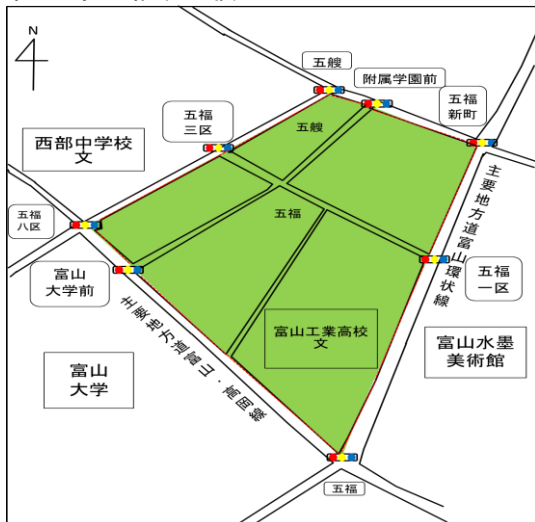 N
五艘
附属学園前
五福
新町
五福
三区
五艘
西部中学校
文
五福
八区
五福
主要地方道富山環状線
富山
大学前
五福
一区
主要地方道富山・高岡線
富山工業高校
文
富山水墨
美術館
富山
大学
五福